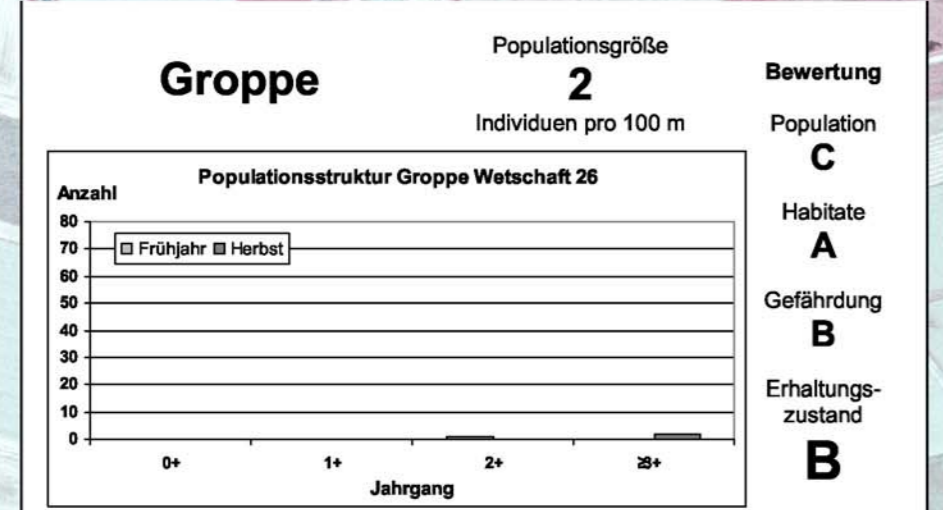 Groppe
Populationsgröße
2
Individuen pro 100 m
Bewertung
Population
C
Habitate
A
Gefährdung
B
Erhaltungs-
zustand
B
Populationsstruktur Groppe Wetschaft 26
Anzahl
80
70
60
50
40
30
20
10
0
Frühjahr Herbst
0+ 1+ 2+ ≥3+
Jahrgang